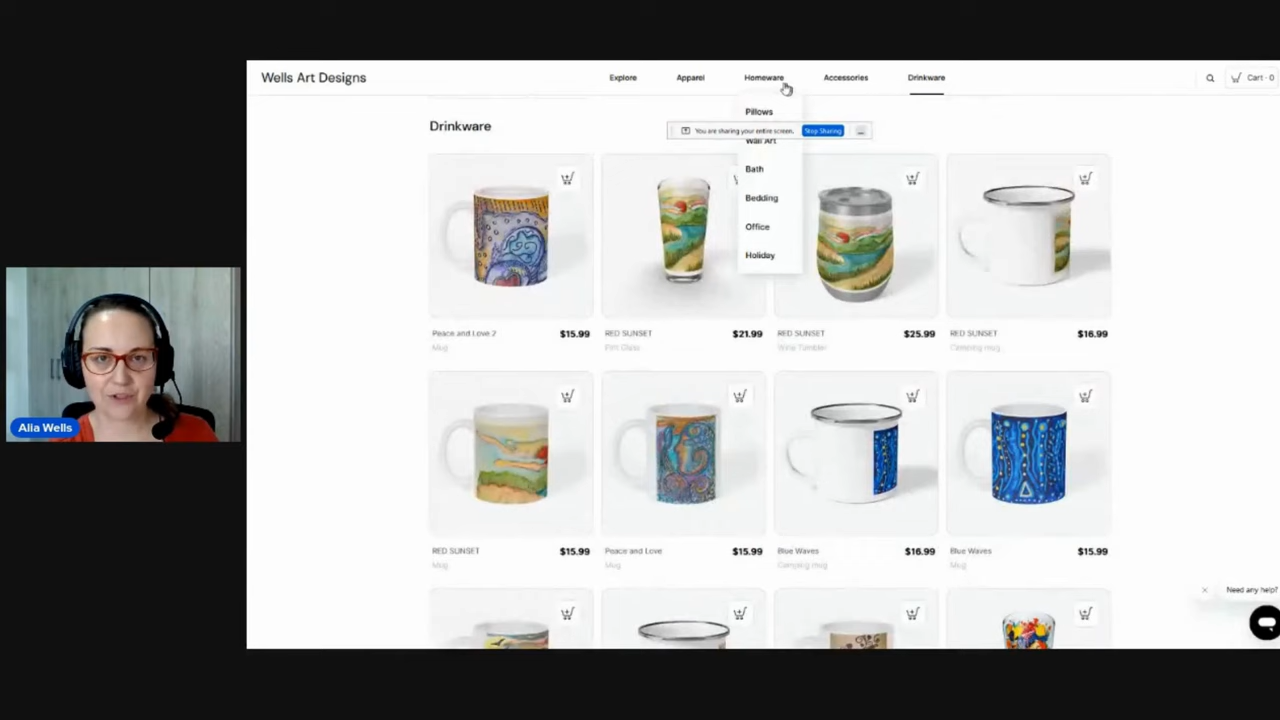 Wells Art Designs
Explore Apparel Homeware Accessories Drinkware
Cart · 0
Pillows
Drinkware
You are sharing your entire screen. Stop Sharing
Wall Art
Bath
Bedding
Office
Holiday
Peace and Love 2 $15.99 RED SUNSET $21.99 RED SUNSET $25.99 RED SUNSET $16.99
Mug Pint Glass Wine Tumbler Camping mug
Alia Wells
RED SUNSET $15.99 Peace and Love $15.99 Blue Waves $16.99 Blue Waves $15.99
Mug Mug Camping mug Mug
Need any help?